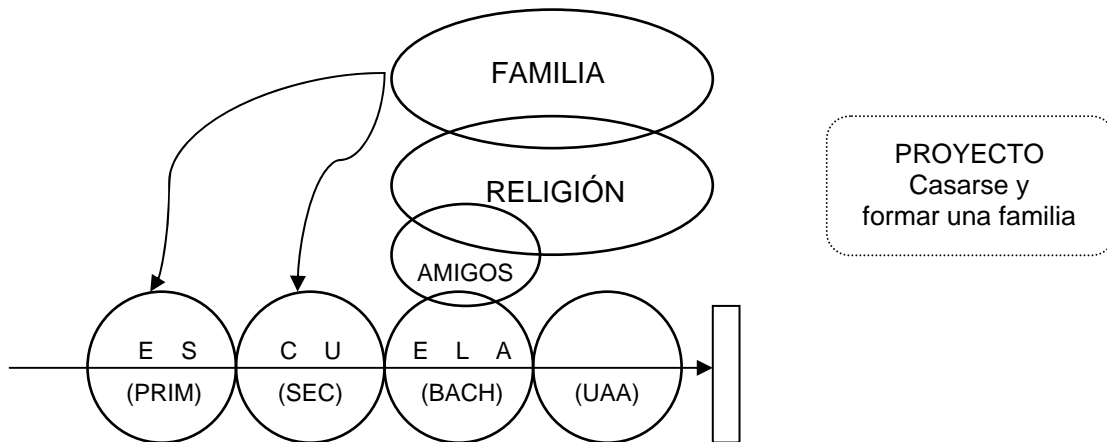 FAMILIA
RELIGIÓN
AMIGOS
PROYECTO
Casarse y
formar una familia
E S C U E L A
(PRIM) (SEC) (BACH) (UAA)